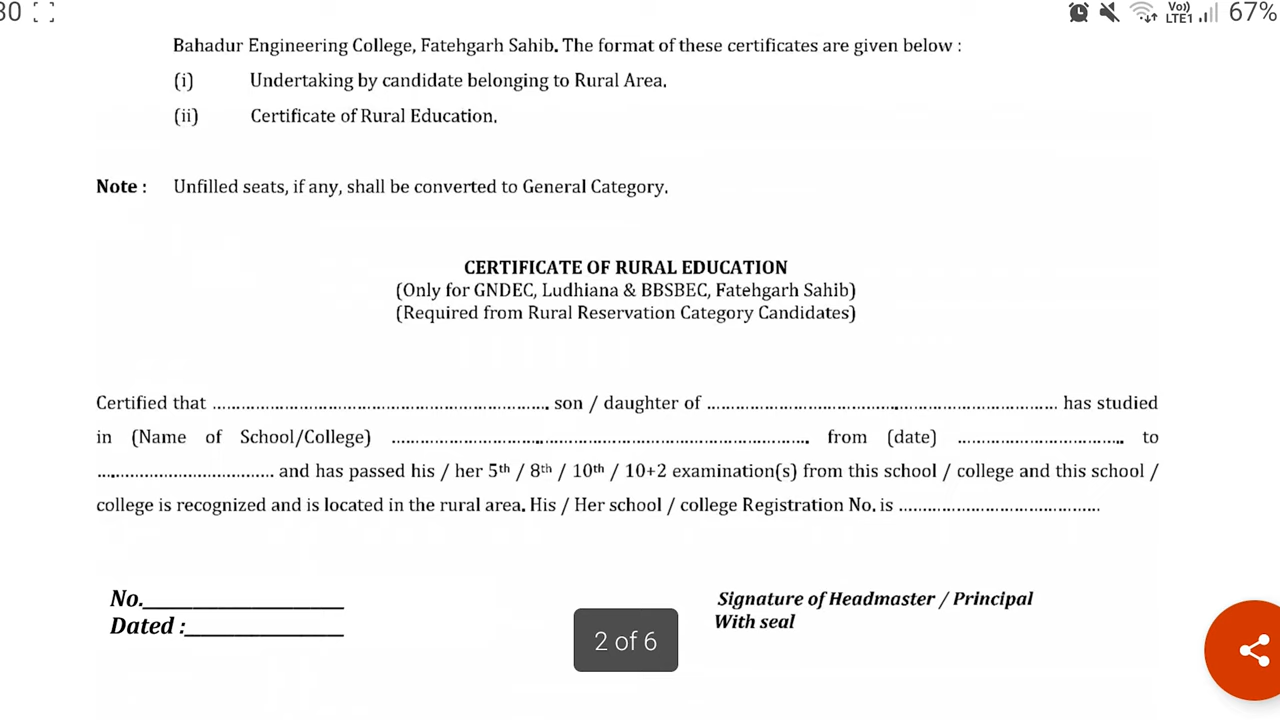 30 Vo)) LTE1 67%
Bahadur Engineering College, Fatehgarh Sahib. The format of these certificates are given below :
(i) Undertaking by candidate belonging to Rural Area.
(ii) Certificate of Rural Education.
Note : Unfilled seats, if any, shall be converted to General Category.
CERTIFICATE OF RURAL EDUCATION
(Only for GNDEC, Ludhiana & BBSBEC, Fatehgarh Sahib)
(Required from Rural Reservation Category Candidates)
Certified that ................................................................ son / daughter of ................................................................ has studied
in (Name of School/College) ................................................................ from (date) ................................ to
................................ and has passed his / her 5th / 8th / 10th / 10+2 examination(s) from this school / college and this school /
college is recognized and is located in the rural area. His / Her school / college Registration No. is ........................................
No.____________________ Signature of Headmaster / Principal
Dated :________________ With seal
2 of 6